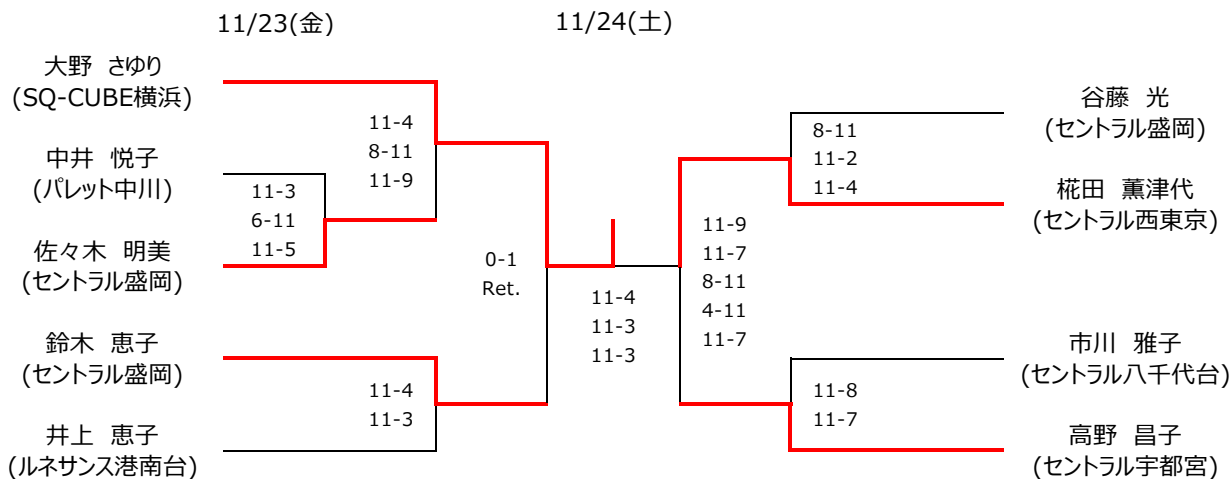 11/23(金)
11/24(土)
大野 さゆり
(SQ-CUBE横浜)
中井 悦子
(パレット中川)
佐々木 明美
(セントラル盛岡)
鈴木 恵子
(セントラル盛岡)
井上 恵子
(ルネサンス港南台)
11-4
8-11
11-9
11-3
6-11
11-5
11-4
11-3
0-1
Ret.
11-4
11-3
11-3
11-9
11-7
8-11
4-11
11-7
8-11
11-2
11-4
11-8
11-7
谷藤 光
(セントラル盛岡)
椛田 薫津代
(セントラル西東京)
市川 雅子
(セントラル八千代台)
高野 昌子
(セントラル宇都宮)